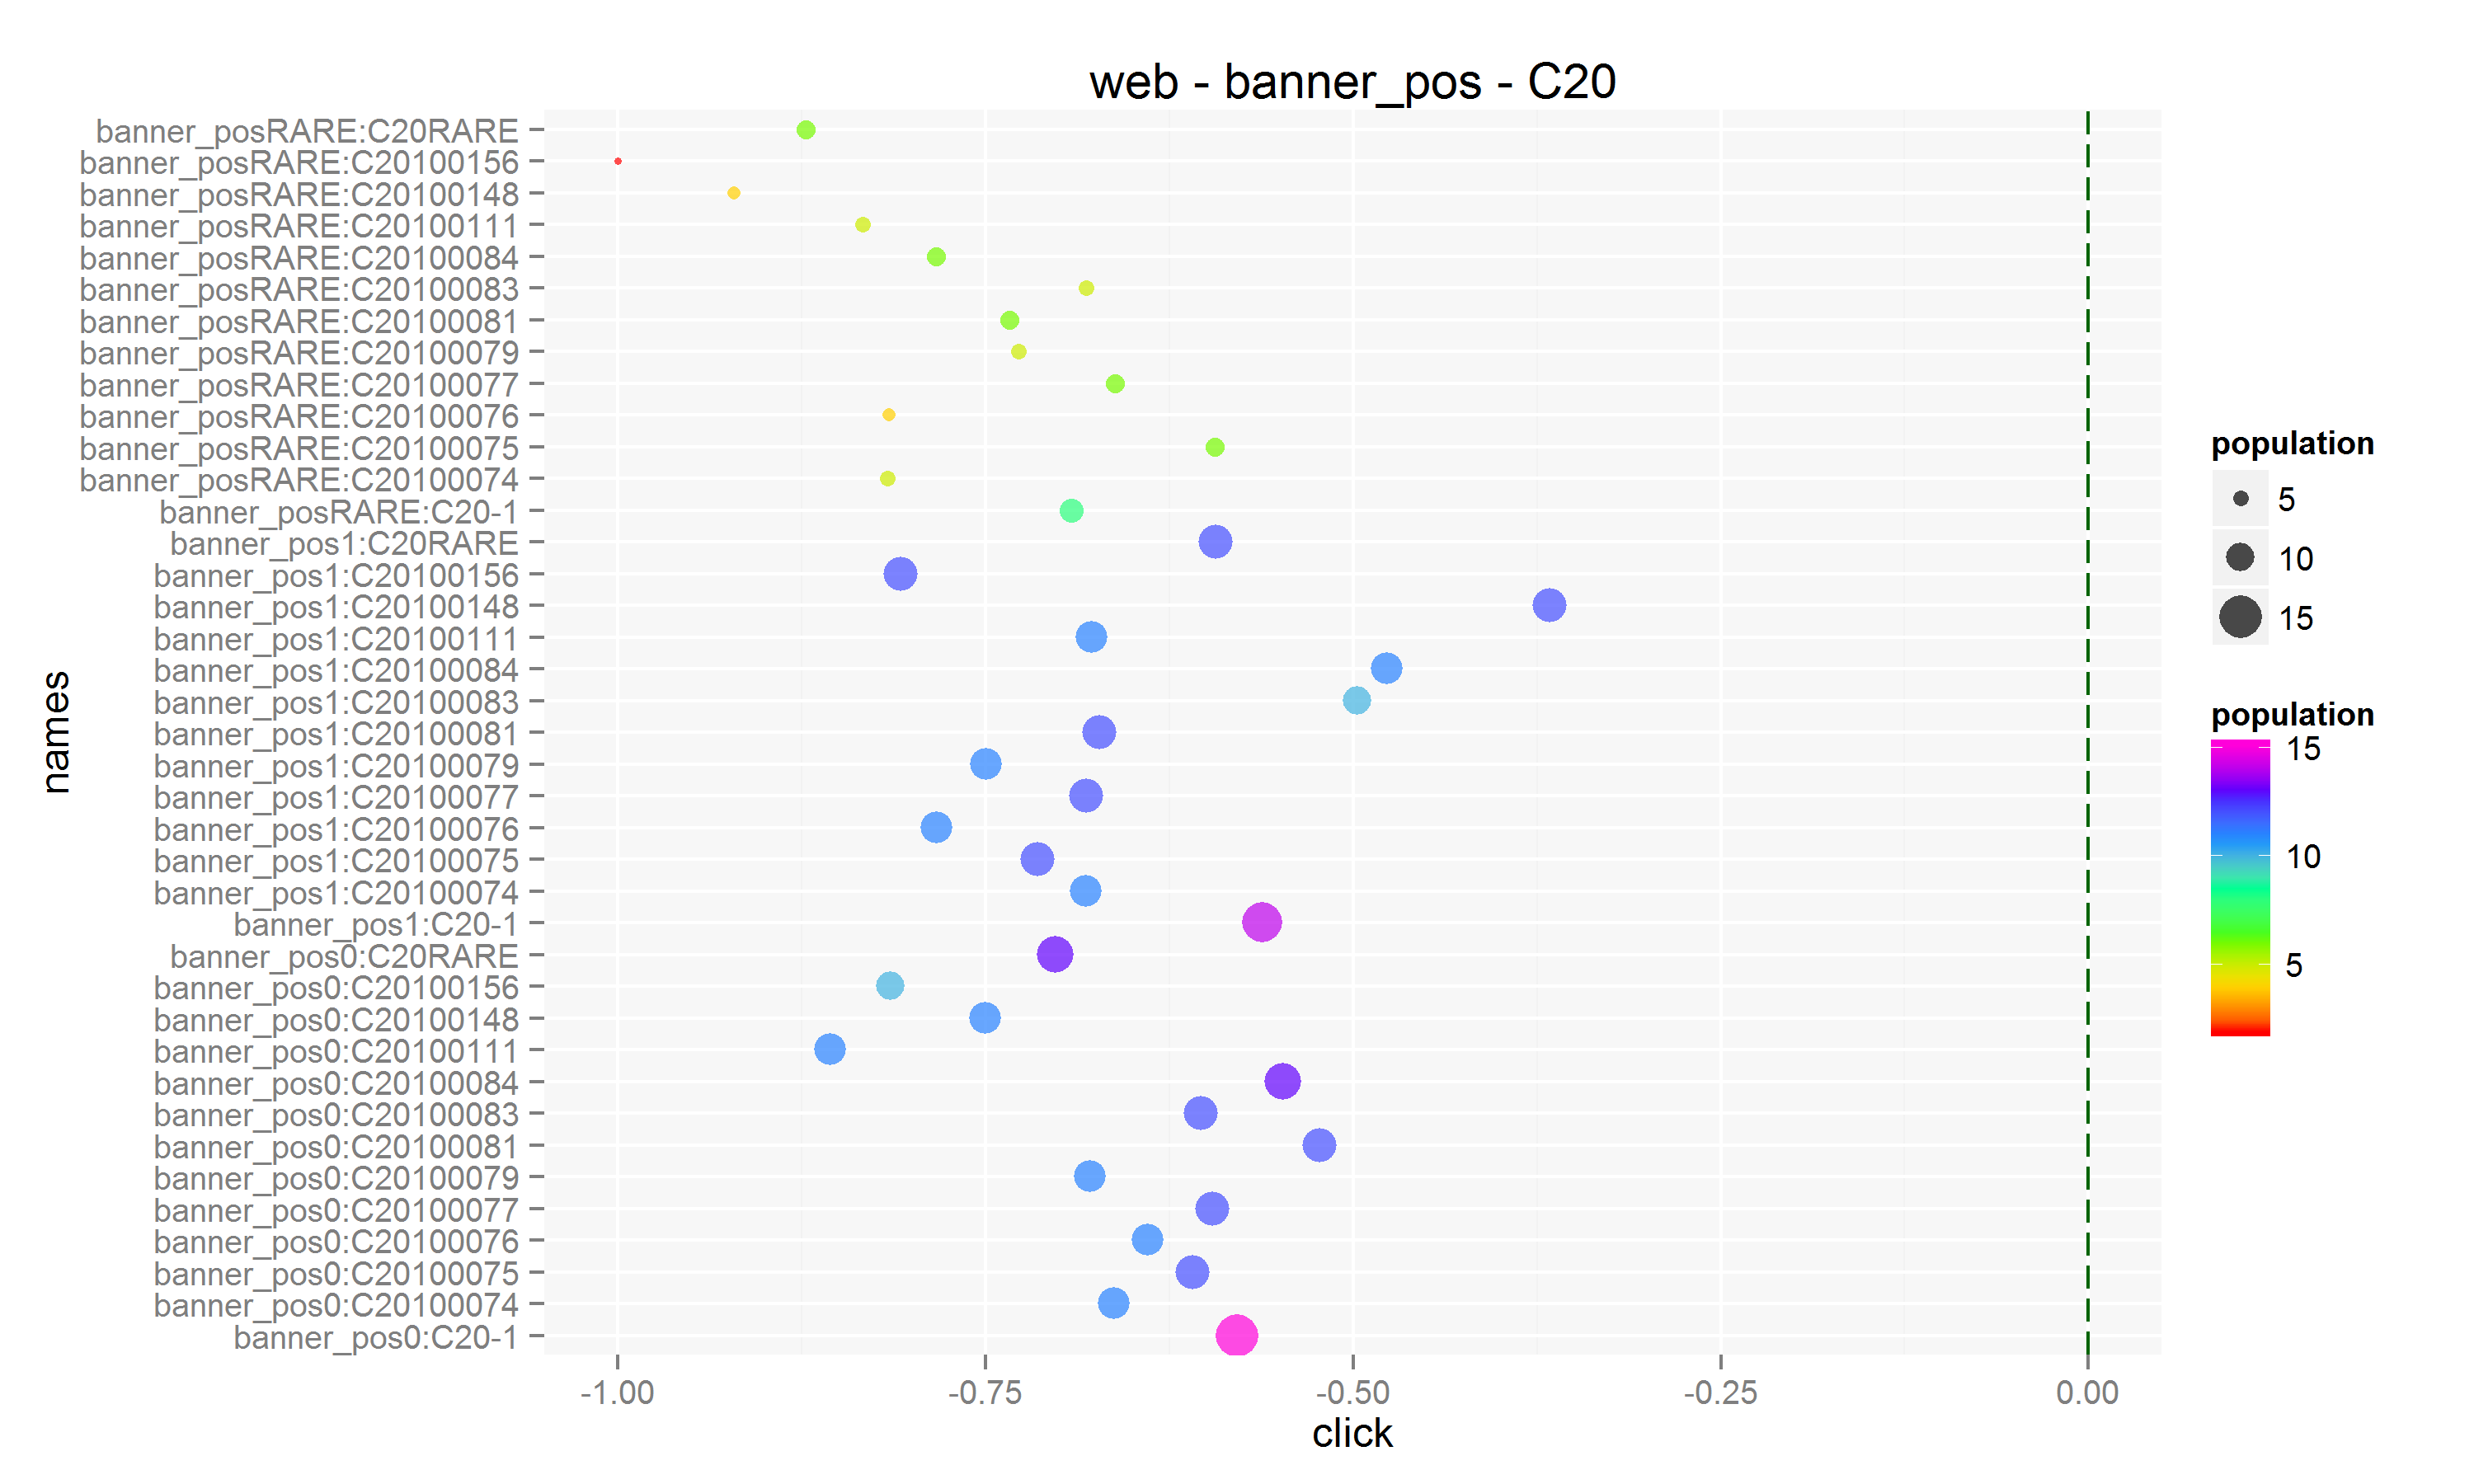 web - banner_pos - C20
names
banner_posRARE:C20RARE
banner_posRARE:C20100156
banner_posRARE:C20100148
banner_posRARE:C20100111
banner_posRARE:C20100084
banner_posRARE:C20100083
banner_posRARE:C20100081
banner_posRARE:C20100079
banner_posRARE:C20100077
banner_posRARE:C20100076
banner_posRARE:C20100075
banner_posRARE:C20100074
banner_posRARE:C20-1
banner_pos1:C20RARE
banner_pos1:C20100156
banner_pos1:C20100148
banner_pos1:C20100111
banner_pos1:C20100084
banner_pos1:C20100083
banner_pos1:C20100081
banner_pos1:C20100079
banner_pos1:C20100077
banner_pos1:C20100076
banner_pos1:C20100075
banner_pos1:C20100074
banner_pos1:C20-1
banner_pos0:C20RARE
banner_pos0:C20100156
banner_pos0:C20100148
banner_pos0:C20100111
banner_pos0:C20100084
banner_pos0:C20100083
banner_pos0:C20100081
banner_pos0:C20100079
banner_pos0:C20100077
banner_pos0:C20100076
banner_pos0:C20100075
banner_pos0:C20100074
banner_pos0:C20-1
-1.00 -0.75 -0.50 -0.25 0.00
click
population
5
10
15
population
15
10
5